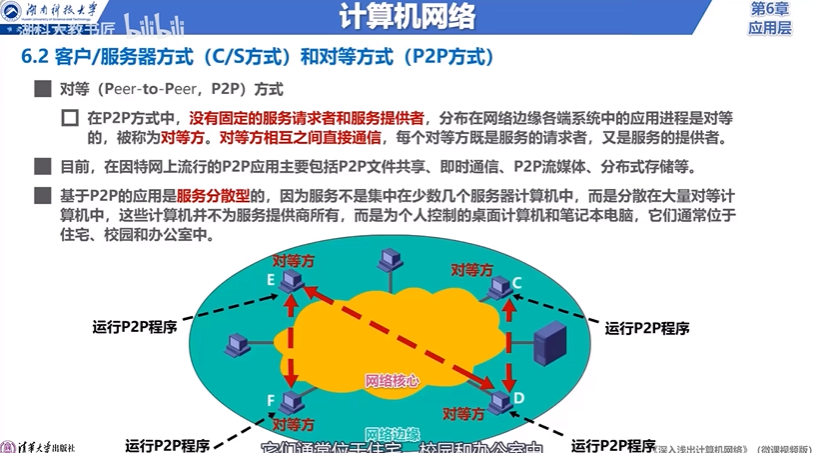 湖南科技大学
湖科大教书匠 bilibili
计算机网络
第6章
应用层
6.2 客户/服务器方式（C/S方式）和对等方式（P2P方式）
对等（Peer-to-Peer，P2P）方式
在P2P方式中，没有固定的服务请求者和服务提供者，分布在网络边缘各端系统中的应用进程是对等
的，被称为对等方。对等方相互之间直接通信，每个对等方既是服务的请求者，又是服务的提供者。
目前，在因特网上流行的P2P应用主要包括P2P文件共享、即时通信、P2P流媒体、分布式存储等。
基于P2P的应用是服务分散型的，因为服务不是集中在少数几个服务器计算机中，而是分散在大量对等计
算机中，这些计算机并不为服务提供商所有，而是为个人控制的桌面计算机和笔记本电脑，它们通常位于
住宅、校园和办公室中。
对等方
E
对等方
C
运行P2P程序
运行P2P程序
网络核心
F
对等方
对等方
D
网络边缘
运行P2P程序
运行P2P程序
它们通常位于住宅、校园和办公室中
清华大学出版社
《深入浅出计算机网络》（微课视频版）